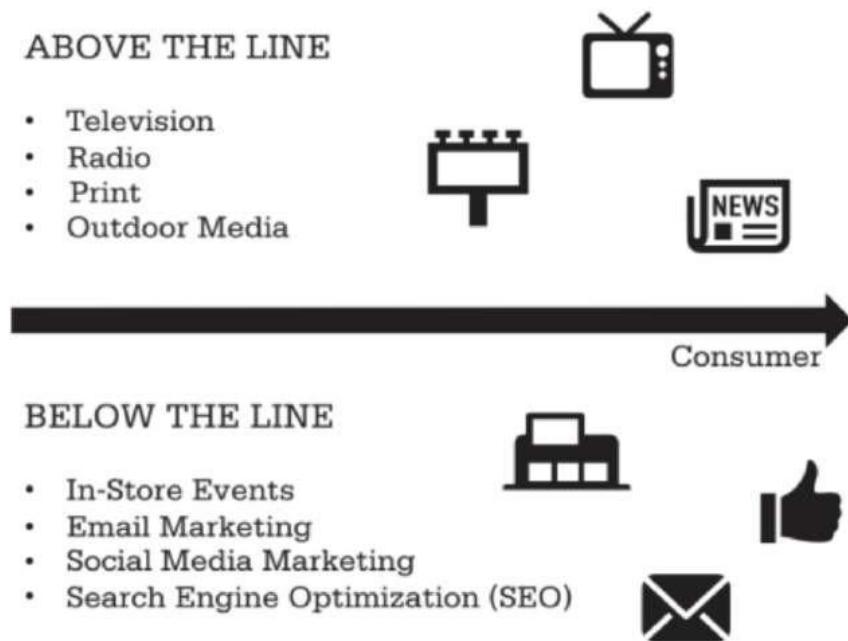 ABOVE THE LINE
• Television
• Radio
• Print
• Outdoor Media
NEWS
Consumer
BELOW THE LINE
• In-Store Events
• Email Marketing
• Social Media Marketing
• Search Engine Optimization (SEO)